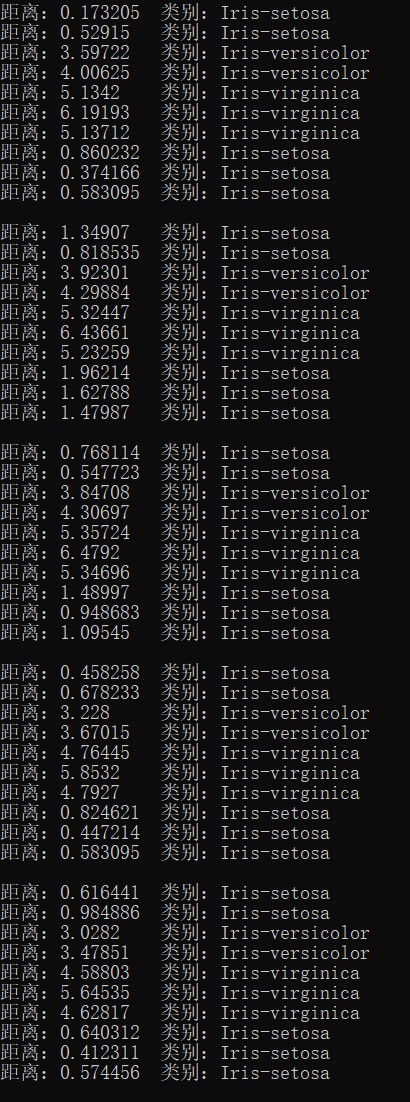 距离: 0.173205  类别: Iris-setosa
距离: 0.52915  类别: Iris-setosa
距离: 3.59722  类别: Iris-versicolor
距离: 4.00625  类别: Iris-versicolor
距离: 5.1342  类别: Iris-virginica
距离: 6.19193  类别: Iris-virginica
距离: 5.13712  类别: Iris-virginica
距离: 0.860232  类别: Iris-setosa
距离: 0.374166  类别: Iris-setosa
距离: 0.583095  类别: Iris-setosa

距离: 1.34907  类别: Iris-setosa
距离: 0.818535  类别: Iris-setosa
距离: 3.92301  类别: Iris-versicolor
距离: 4.29884  类别: Iris-versicolor
距离: 5.32447  类别: Iris-virginica
距离: 6.43661  类别: Iris-virginica
距离: 5.23259  类别: Iris-virginica
距离: 1.96214  类别: Iris-setosa
距离: 1.62788  类别: Iris-setosa
距离: 1.47987  类别: Iris-setosa

距离: 0.768114  类别: Iris-setosa
距离: 0.547723  类别: Iris-setosa
距离: 3.84708  类别: Iris-versicolor
距离: 4.30697  类别: Iris-versicolor
距离: 5.35724  类别: Iris-virginica
距离: 6.4792  类别: Iris-virginica
距离: 5.34696  类别: Iris-virginica
距离: 1.48997  类别: Iris-setosa
距离: 0.948683  类别: Iris-setosa
距离: 1.09545  类别: Iris-setosa

距离: 0.458258  类别: Iris-setosa
距离: 0.678233  类别: Iris-setosa
距离: 3.228  类别: Iris-versicolor
距离: 3.67015  类别: Iris-versicolor
距离: 4.76445  类别: Iris-virginica
距离: 5.8532  类别: Iris-virginica
距离: 4.7927  类别: Iris-virginica
距离: 0.824621  类别: Iris-setosa
距离: 0.447214  类别: Iris-setosa
距离: 0.583095  类别: Iris-setosa

距离: 0.616441  类别: Iris-setosa
距离: 0.984886  类别: Iris-setosa
距离: 3.0282  类别: Iris-versicolor
距离: 3.47851  类别: Iris-versicolor
距离: 4.58803  类别: Iris-virginica
距离: 5.64535  类别: Iris-virginica
距离: 4.62817  类别: Iris-virginica
距离: 0.640312  类别: Iris-setosa
距离: 0.412311  类别: Iris-setosa
距离: 0.574456  类别: Iris-setosa